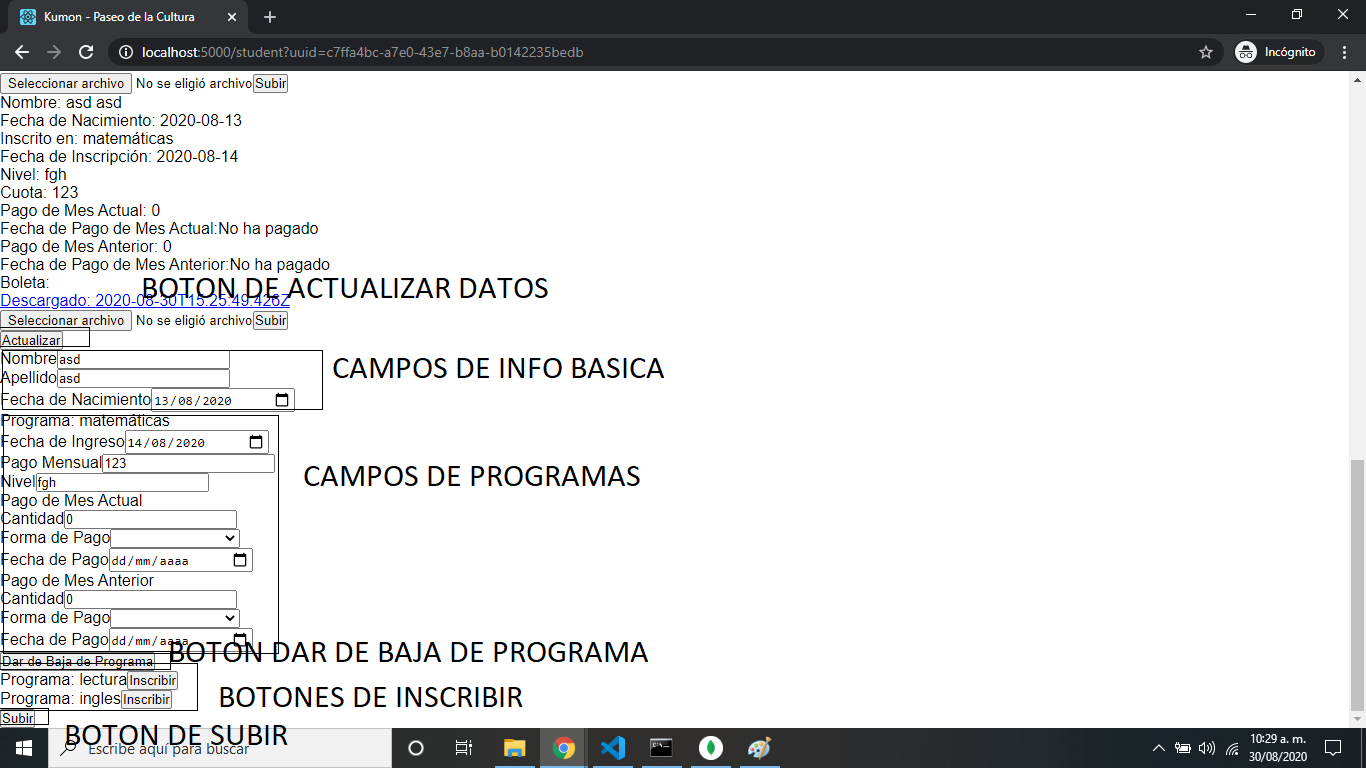 Kumon - Paseo de la Cultura
localhost:5000/student?uuid=c7ffa4bc-a7e0-43e7-b8aa-b0142235bedb
Incógnito
Seleccionar archivo No se eligió archivo Subir
Nombre: asd asd
Fecha de Nacimiento: 2020-08-13
Inscrito en: matemáticas
Fecha de Inscripción: 2020-08-14
Nivel: fgh
Cuota: 123
Pago de Mes Actual: 0
Fecha de Pago de Mes Actual:No ha pagado
Pago de Mes Anterior: 0
Fecha de Pago de Mes Anterior:No ha pagado
Boleta:
BOTON DE ACTUALIZAR DATOS
Descargado: 2020-08-30T15:25:49.426Z
Seleccionar archivo No se eligió archivo Subir
Actualizar
Nombre asd
CAMPOS DE INFO BASICA
Apellido asd
Fecha de Nacimiento 13/08/2020
Programa: matemáticas
Fecha de Ingreso 14/08/2020
Pago Mensual 123
CAMPOS DE PROGRAMAS
Nivel fgh
Pago de Mes Actual
Cantidad 0
Forma de Pago
Fecha de Pago dd/mm/aaaa
Pago de Mes Anterior
Cantidad 0
Forma de Pago
Fecha de Pago dd/mm/aaaa
BOTON DAR DE BAJA DE PROGRAMA
Dar de Baja de Programa
Programa: lectura Inscribir
BOTONES DE INSCRIBIR
Programa: ingles Inscribir
Subir
BOTON DE SUBIR
Escribe aquí para buscar
10:29 a. m.
30/08/2020